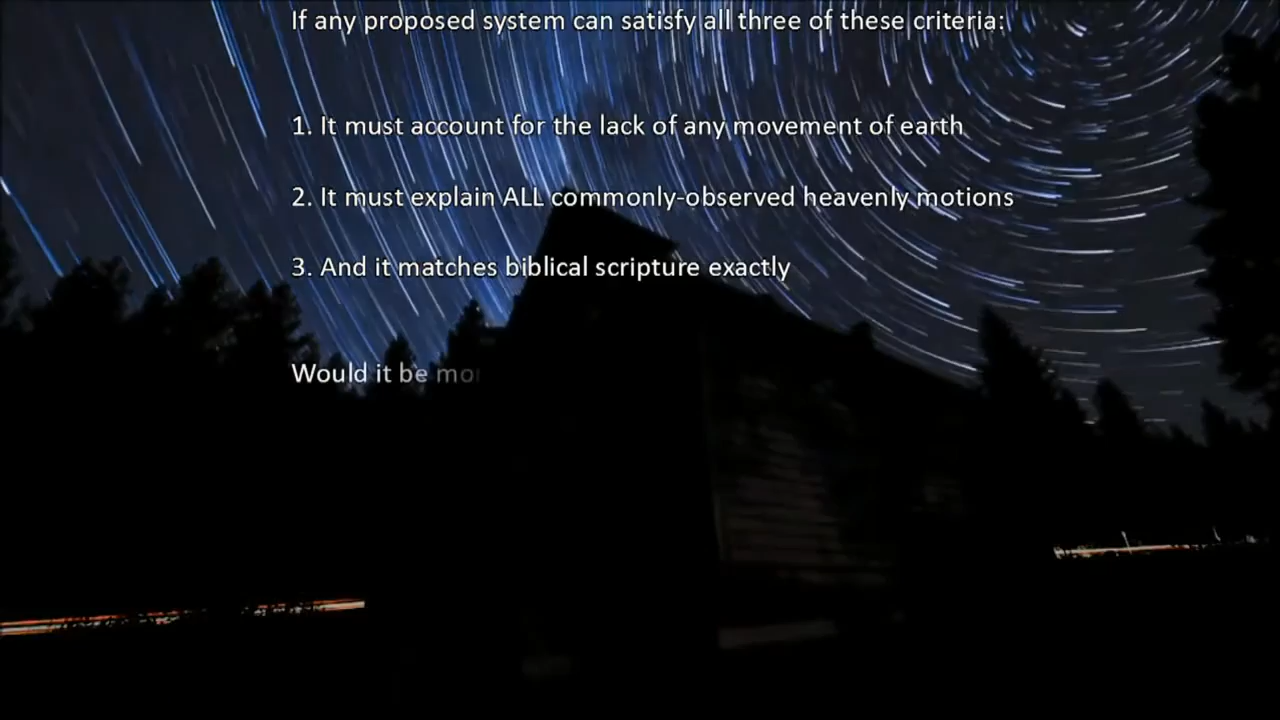 If any proposed system can satisfy all three of these criteria:
1. It must account for the lack of any movement of earth
2. It must explain ALL commonly-observed heavenly motions
3. And it matches biblical scripture exactly
Would it be